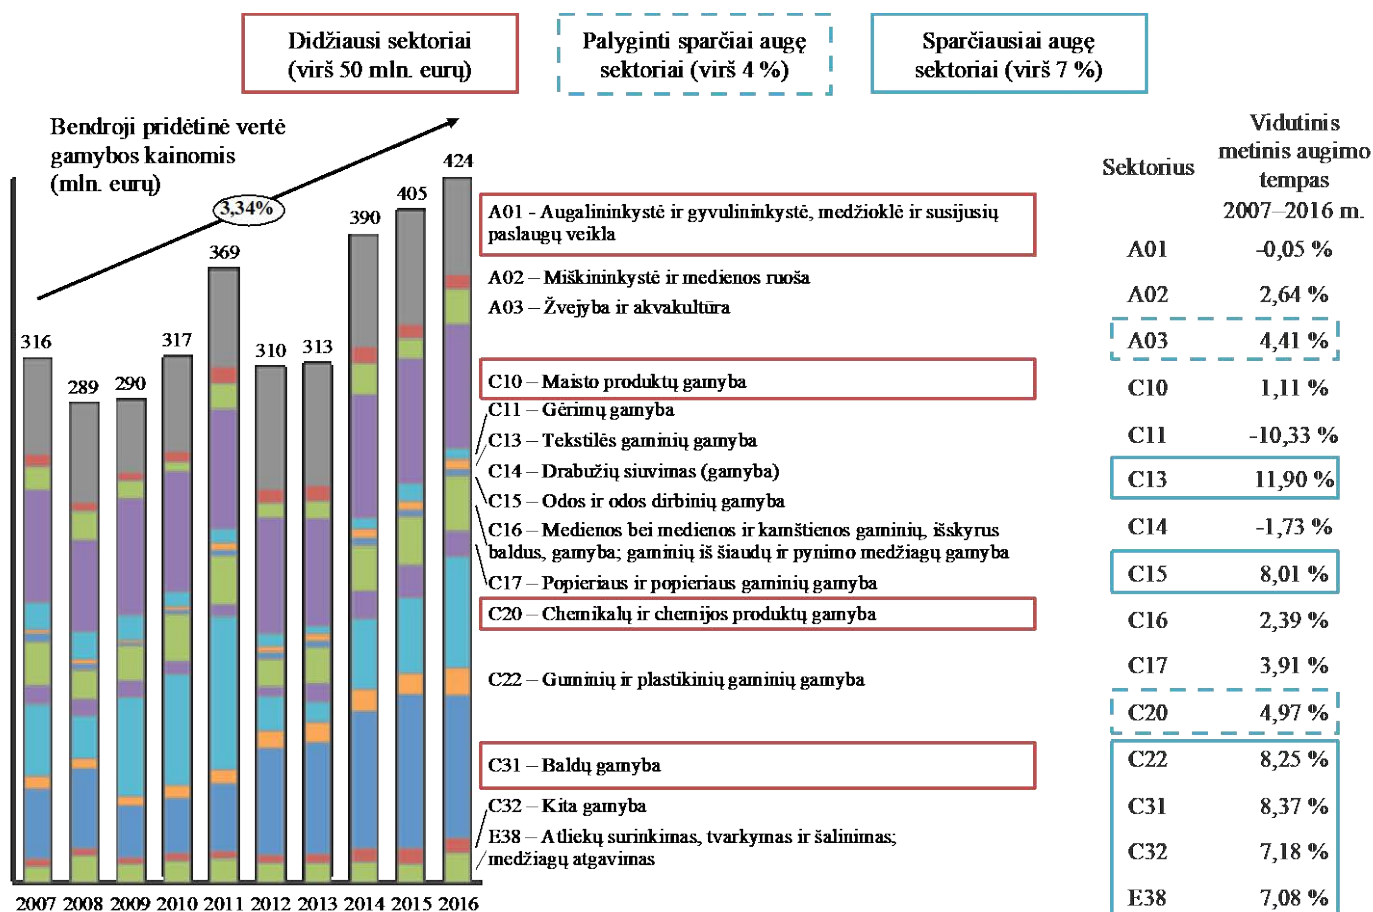 Didžiausi sektoriai
(virš 50 mln. eurų)
Palyginti sparčiai augę
sektoriai (virš 4 %)
Sparčiausiai augę
sektoriai (virš 7 %)
Bendroji pridėtinė vertė
gamybos kainomis
(mln. eurų)
3,34%
316
289
290
317
369
310
313
390
405
424
A01 - Augalininkystė ir gyvulininkystė, medžioklė ir susijusių
paslaugų veikla
A02 – Miškininkystė ir medienos ruoša
A03 – Žvejyba ir akvakultūra
C10 – Maisto produktų gamyba
C11 – Gėrimų gamyba
C13 – Tekstilės gaminių gamyba
C14 – Drabužių siuvimas (gamyba)
C15 – Odos ir odos dirbinių gamyba
C16 – Medienos bei medienos ir kamštienos gaminių, išskyrus
baldus, gamyba; gaminių iš šiaudų ir pynimo medžiagų gamyba
C17 – Popieriaus ir popieriaus gaminių gamyba
C20 – Chemikalų ir chemijos produktų gamyba
C22 – Guminių ir plastikinių gaminių gamyba
C31 – Baldų gamyba
C32 – Kita gamyba
E38 – Atliekų surinkimas, tvarkymas ir šalinimas;
medžiagų atgavimas
2007 2008 2009 2010 2011 2012 2013 2014 2015 2016
Sektorius
Vidutinis
metinis augimo
tempas
2007–2016 m.
A01 -0,05 %
A02 2,64 %
A03 4,41 %
C10 1,11 %
C11 -10,33 %
C13 11,90 %
C14 -1,73 %
C15 8,01 %
C16 2,39 %
C17 3,91 %
C20 4,97 %
C22 8,25 %
C31 8,37 %
C32 7,18 %
E38 7,08 %